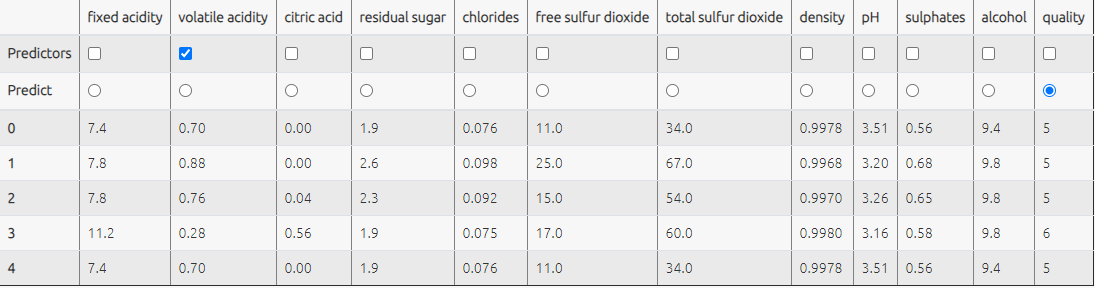 fixed acidity volatile acidity citric acid residual sugar chlorides free sulfur dioxide total sulfur dioxide density pH sulphates alcohol quality
Predictors
Predict
0 7.4 0.70 0.00 1.9 0.076 11.0 34.0 0.9978 3.51 0.56 9.4 5
1 7.8 0.88 0.00 2.6 0.098 25.0 67.0 0.9968 3.20 0.68 9.8 5
2 7.8 0.76 0.04 2.3 0.092 15.0 54.0 0.9970 3.26 0.65 9.8 5
3 11.2 0.28 0.56 1.9 0.075 17.0 60.0 0.9980 3.16 0.58 9.8 6
4 7.4 0.70 0.00 1.9 0.076 11.0 34.0 0.9978 3.51 0.56 9.4 5